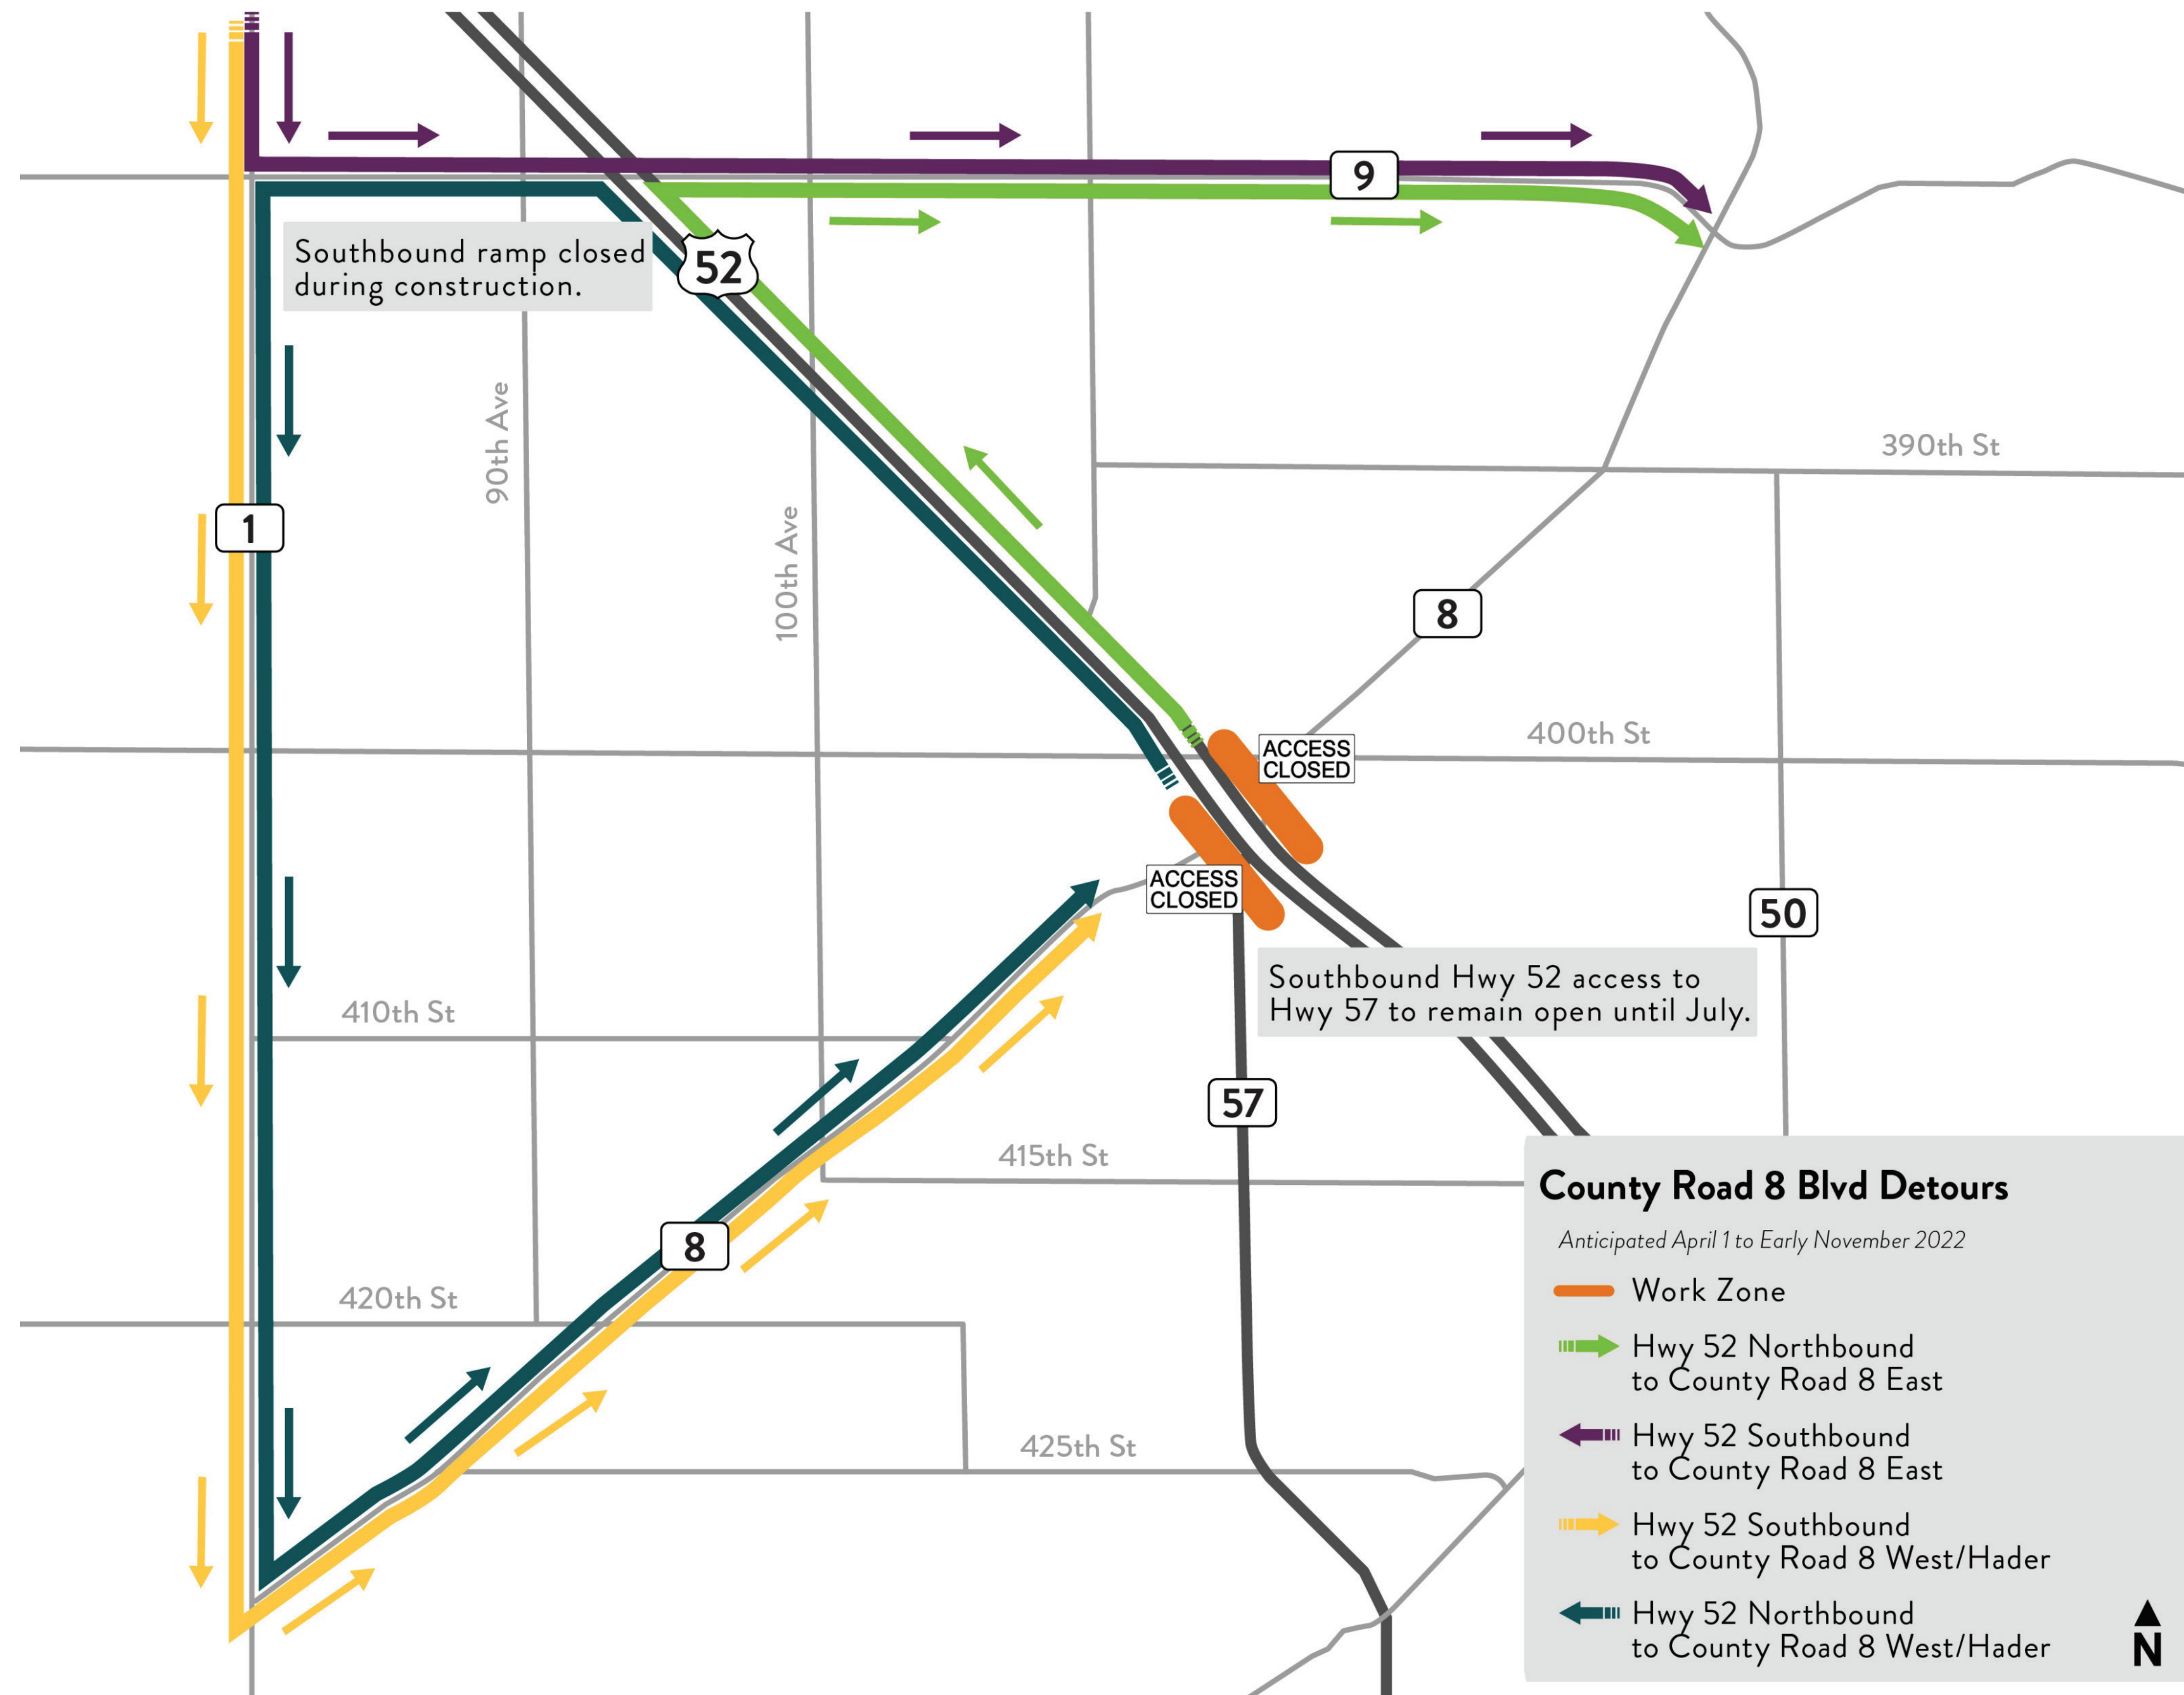 9
Southbound ramp closed
during construction.
52
90th Ave
390th St
1
100th Ave
8
400th St
ACCESS
CLOSED
ACCESS
CLOSED
50
Southbound Hwy 52 access to
Hwy 57 to remain open until July.
410th St
57
415th St
8
420th St
425th St
County Road 8 Blvd Detours
Anticipated April 1 to Early November 2022
Work Zone
Hwy 52 Northbound
to County Road 8 East
Hwy 52 Southbound
to County Road 8 East
Hwy 52 Southbound
to County Road 8 West/Hader
Hwy 52 Northbound
to County Road 8 West/Hader
N